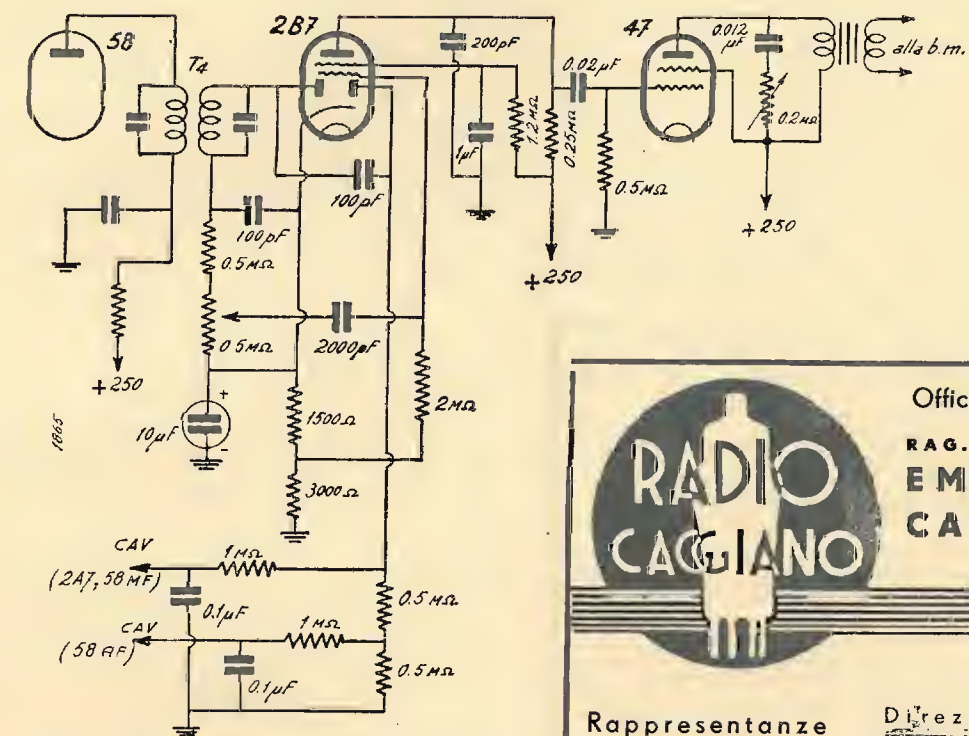 58
T4
2B7
200pF
0.02µF
47
0.012
µF
alla b.m.
0.2MΩ
1µF
1.2MΩ
0.25MΩ
0.5MΩ
+250
+250
100pF
100pF
0.5MΩ
0.5MΩ
2000pF
+250
1865
+
10µF
-
1500Ω
2MΩ
3000Ω
CAV
(2A7, 58 MF)
1MΩ
0.1µF
0.5MΩ
CAV
(58 AF)
1MΩ
0.1µF
0.5MΩ
RADIO
CAGGIANO
Offic
RAG.
EM
CA
Rappresentanze
Direz